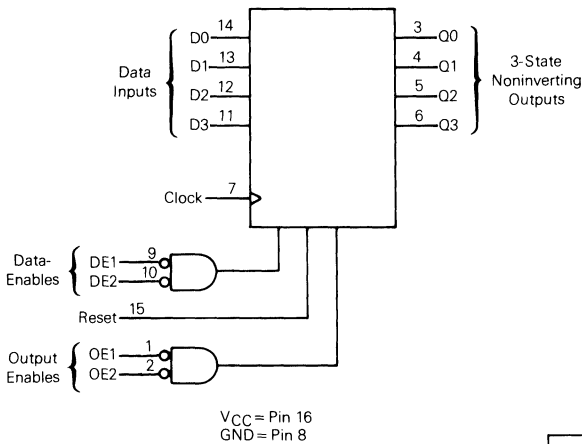 D0 14
D1 13
D2 12
D3 11
Data
Inputs
3 Q0
4 Q1
5 Q2
6 Q3
3-State
Noninverting
Outputs
Clock 7
Data-
Enables
DE1 9
DE2 10
Reset 15
Output
Enables
OE1 1
OE2 2
VCC = Pin 16
GND = Pin 8